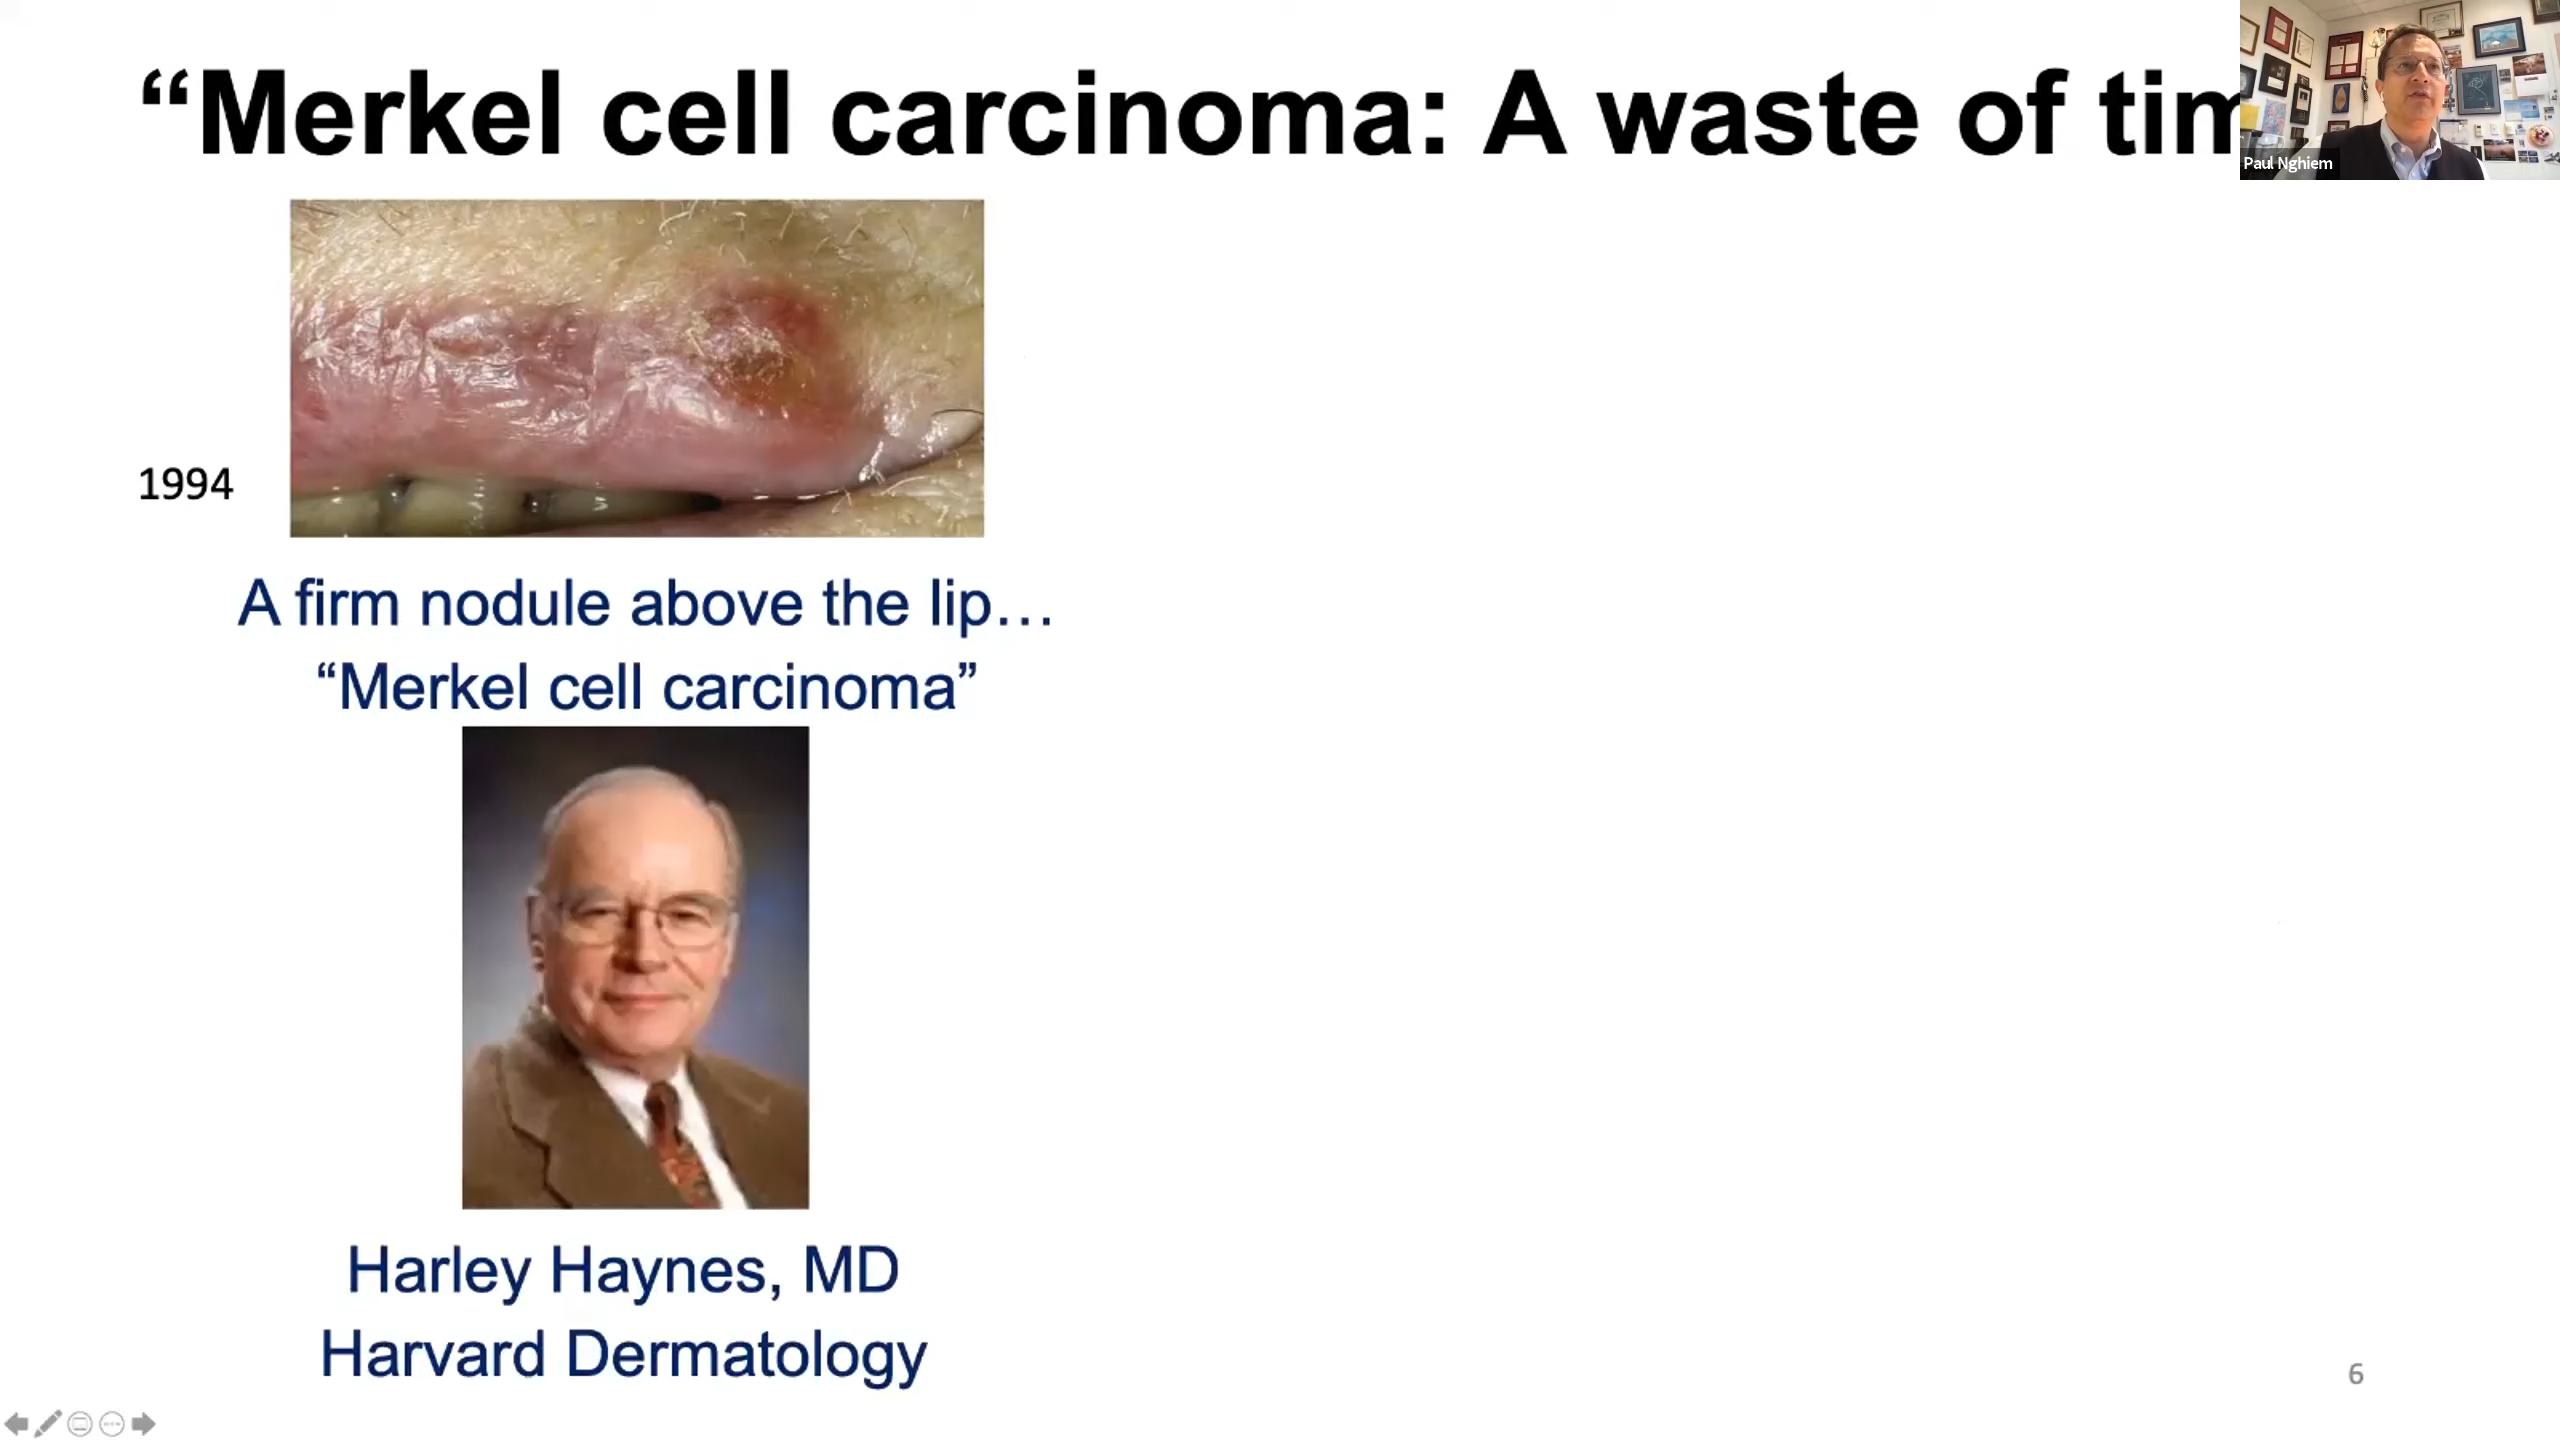 “Merkel cell carcinoma: A waste of
Paul Nghiem
1994
A firm nodule above the lip…
“Merkel cell carcinoma”
Harley Haynes, MD
Harvard Dermatology
6